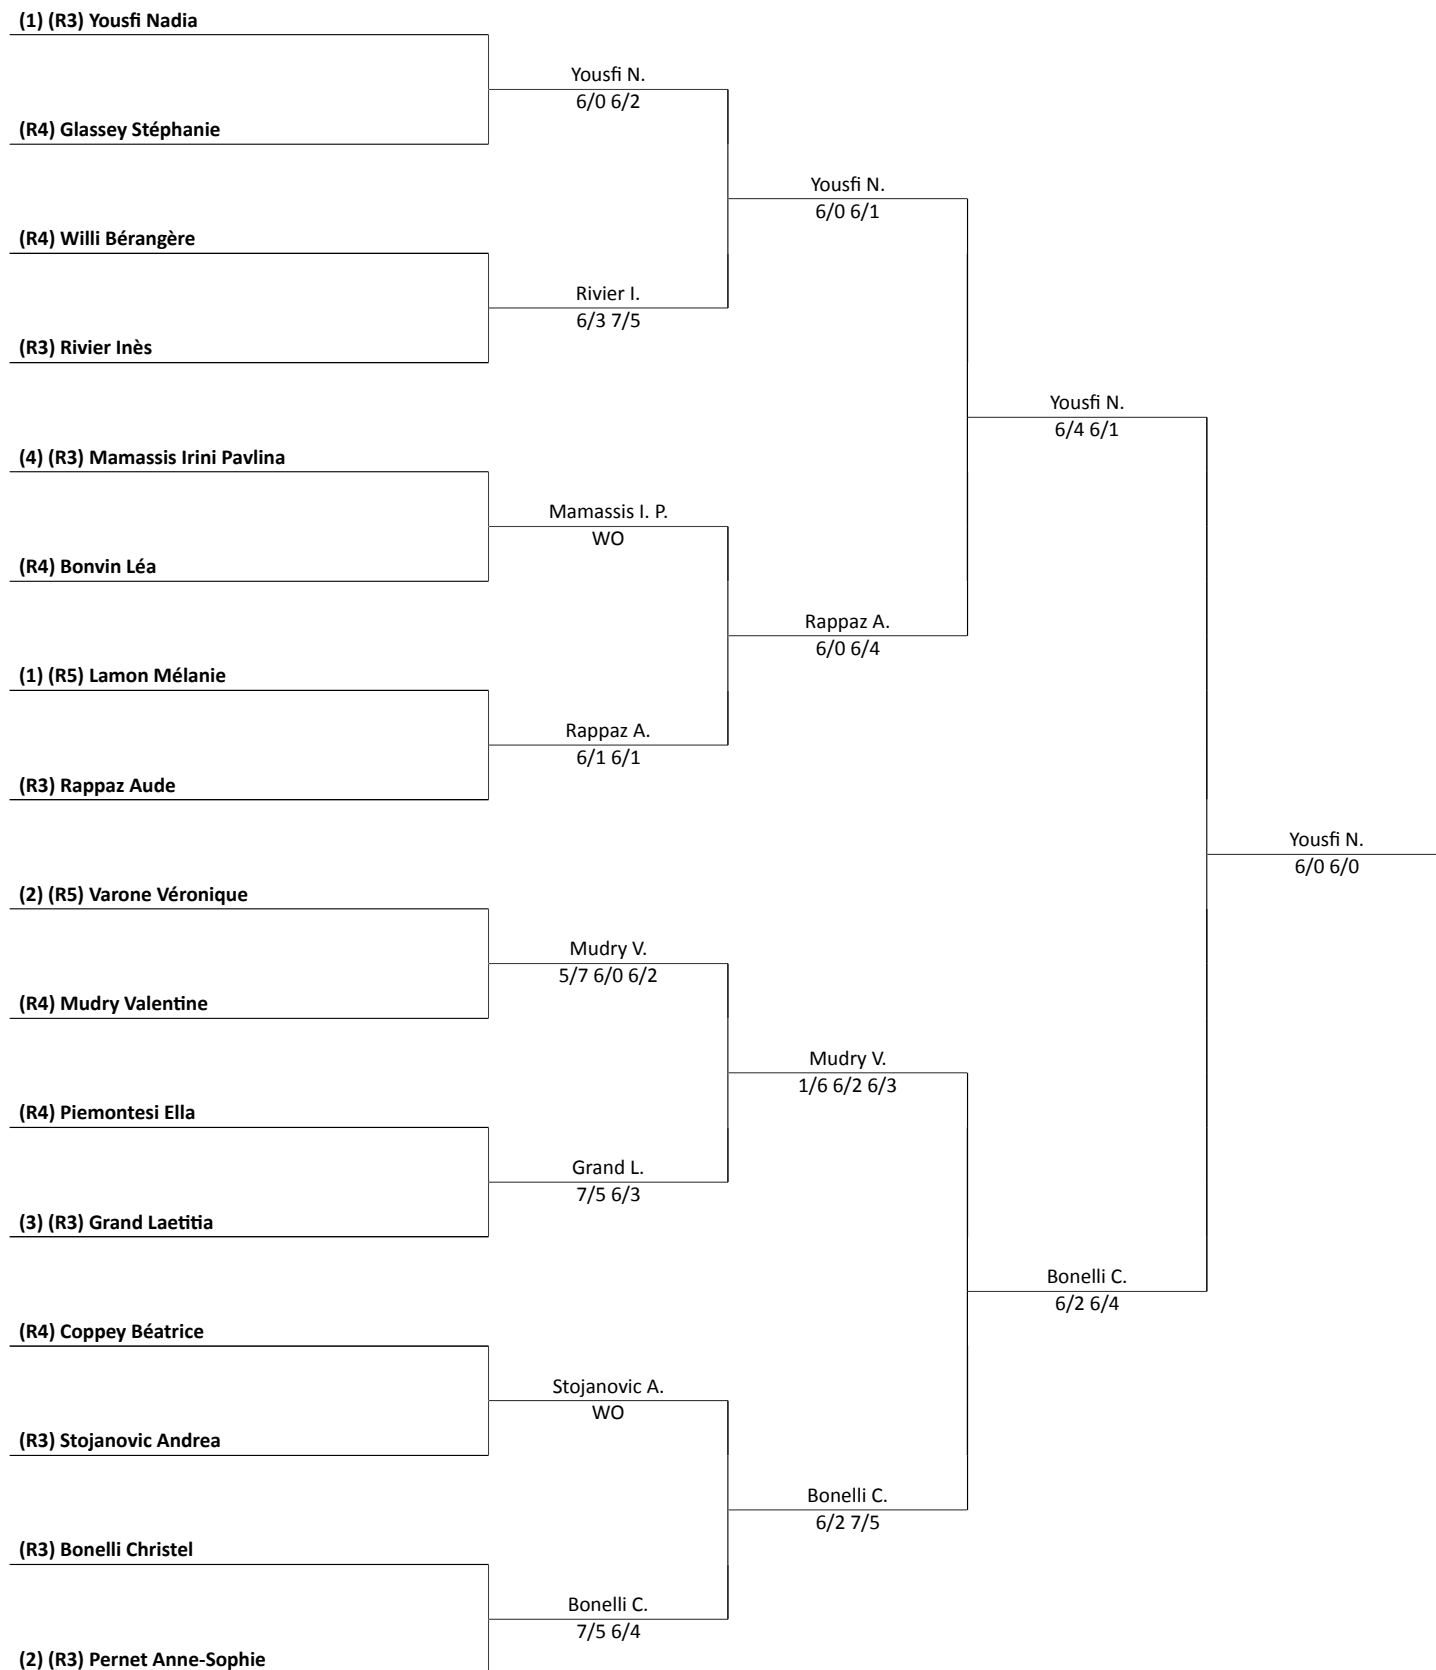 (1) (R3) Yousfi Nadia
Yousfi N.
6/0 6/2
(R4) Glassey Stéphanie
Yousfi N.
6/0 6/1
(R4) Willi Bérangère
Rivier I.
6/3 7/5
(R3) Rivier Inès
Yousfi N.
6/4 6/1
(4) (R3) Mamassis Irini Pavlina
Mamassis I. P.
WO
(R4) Bonvin Léa
Rappaz A.
6/0 6/4
(1) (R5) Lamon Mélanie
Rappaz A.
6/1 6/1
(R3) Rappaz Aude
Yousfi N.
6/0 6/0
(2) (R5) Varone Véronique
Mudry V.
5/7 6/0 6/2
(R4) Mudry Valentine
Mudry V.
1/6 6/2 6/3
(R4) Piemontesi Ella
Grand L.
7/5 6/3
(3) (R3) Grand Laetitia
Bonelli C.
6/2 6/4
(R4) Coppey Béatrice
Stojanovic A.
WO
(R3) Stojanovic Andrea
Bonelli C.
6/2 7/5
(R3) Bonelli Christel
Bonelli C.
7/5 6/4
(2) (R3) Pernet Anne-Sophie